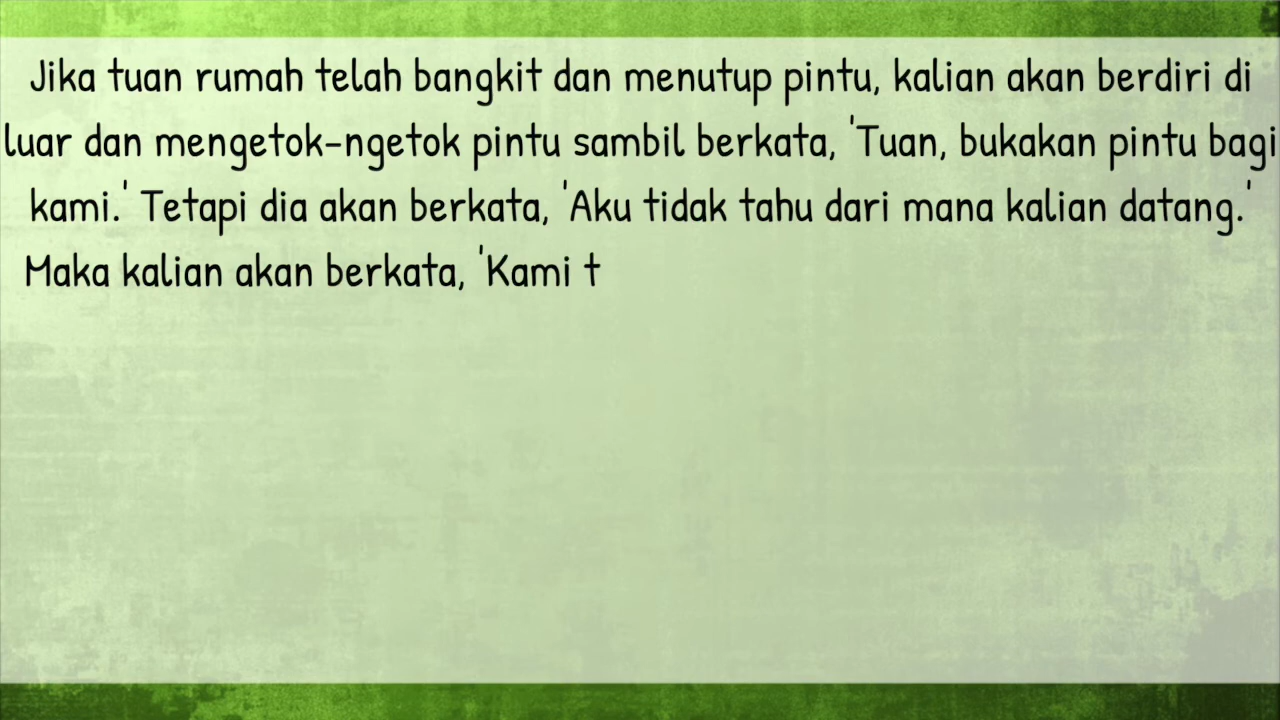 Jika tuan rumah telah bangkit dan menutup pintu, kalian akan berdiri di
luar dan mengetok-ngetok pintu sambil berkata, 'Tuan, bukakan pintu bagi
kami.' Tetapi dia akan berkata, 'Aku tidak tahu dari mana kalian datang.'
Maka kalian akan berkata, 'Kami t